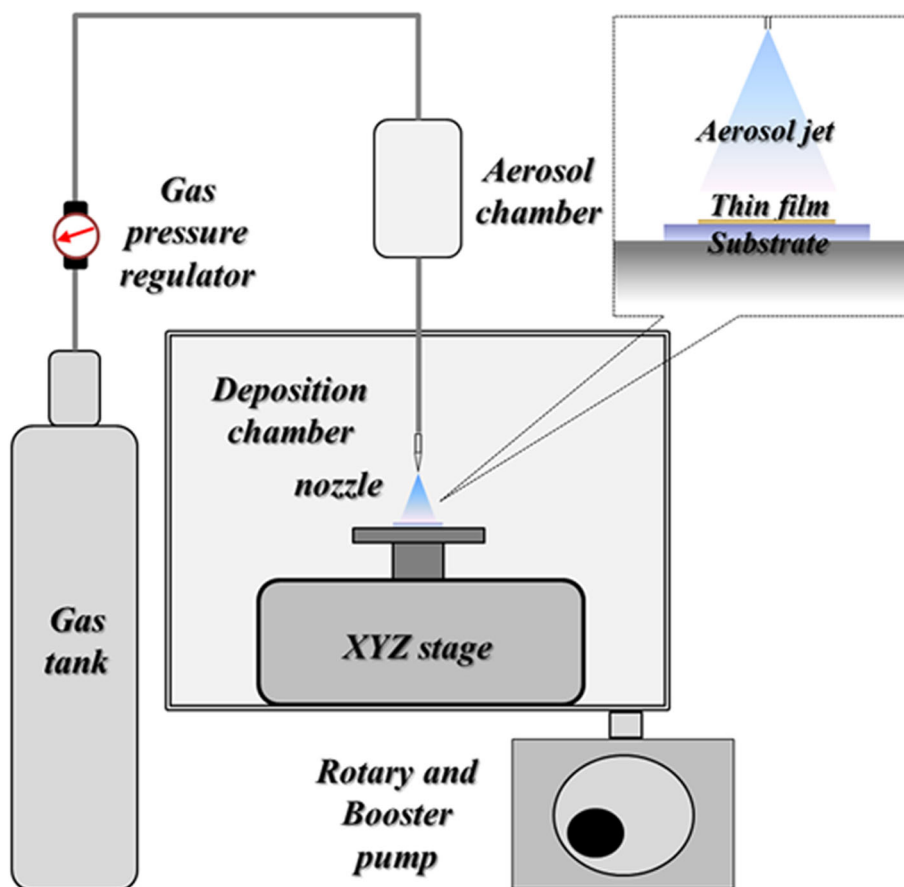 Gas
pressure
regulator
Aerosol
chamber
Aerosol jet
Thin film
Substrate
Deposition
chamber
nozzle
Gas
tank
XYZ stage
Rotary and
Booster
pump